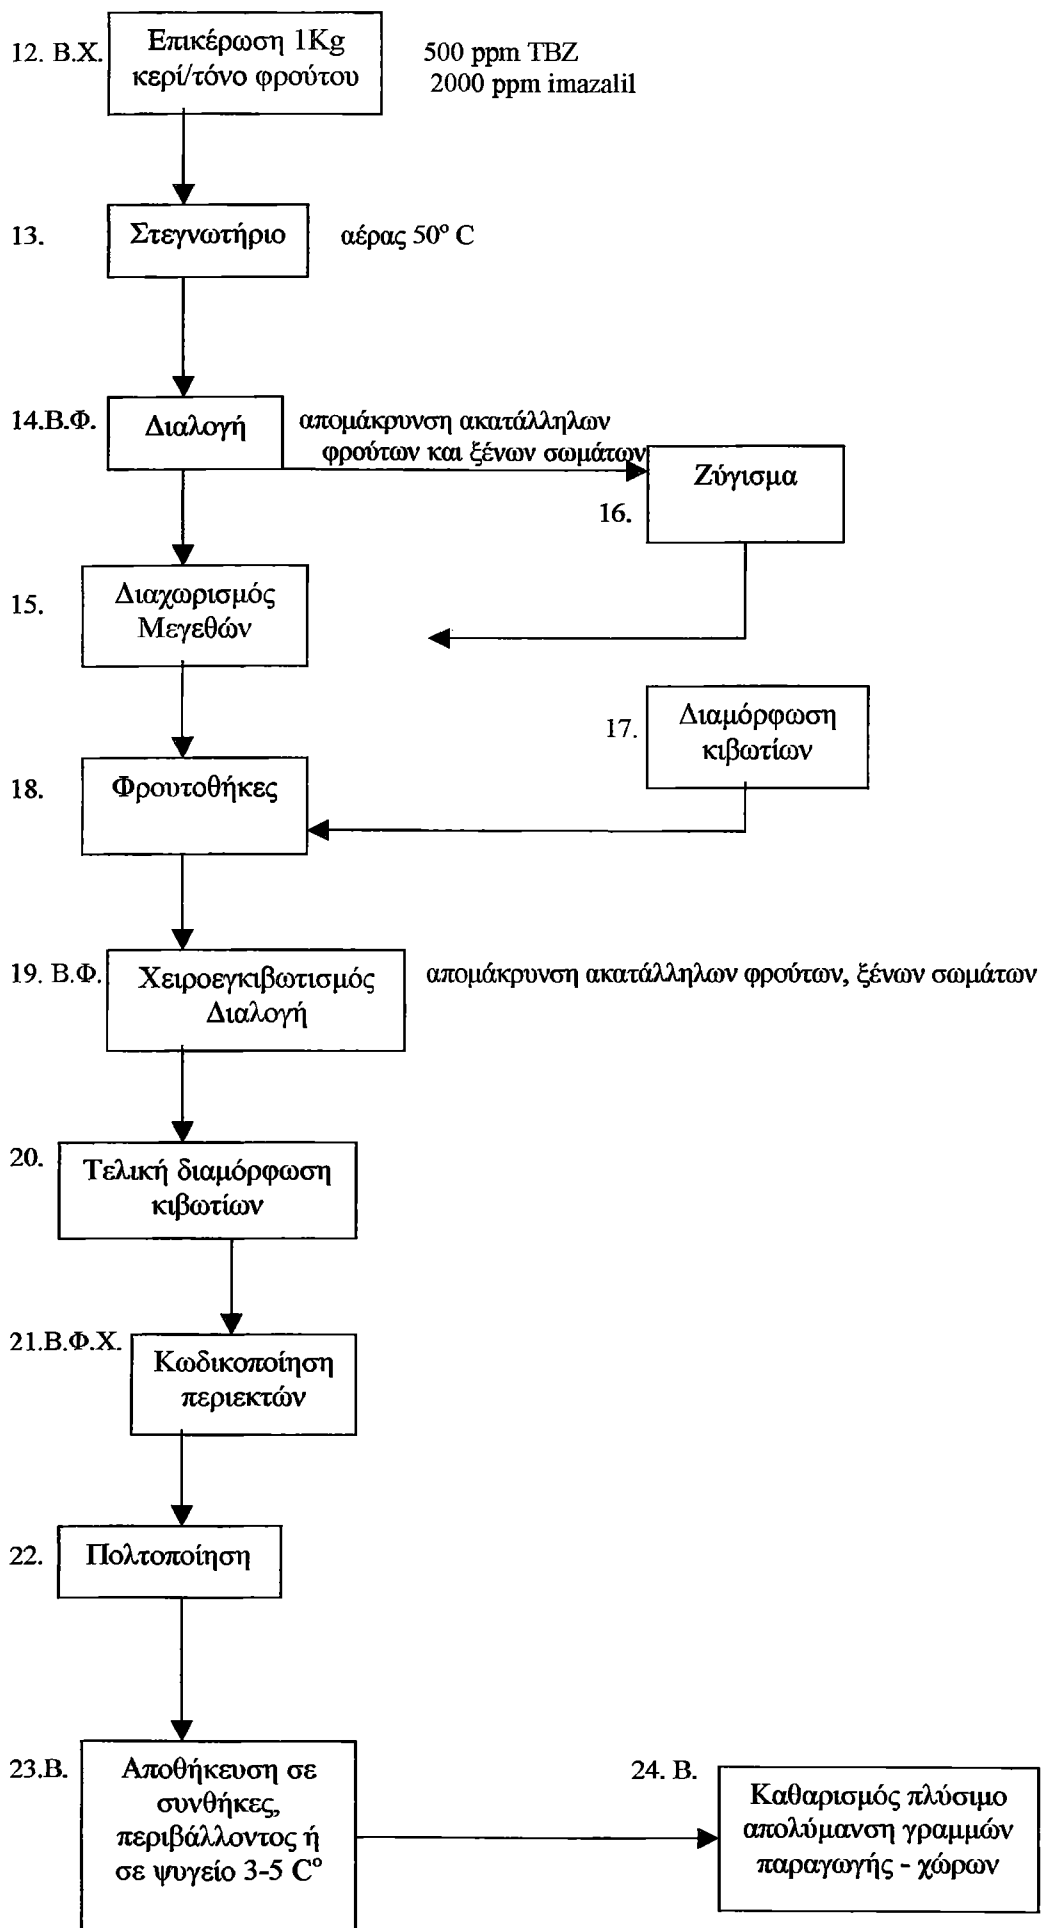 12. Β.Χ.
Επικέρωση 1Kg
κερί/τόνο φρούτου
500 ppm TBZ
2000 ppm imazalil
13.
Στεγνωτήριο
αέρας 50º C
14.Β.Φ.
Διαλογή
απομάκρυνση ακατάλληλων
φρούτων και ξένων σωμάτων
Ζύγισμα
16.
15.
Διαχωρισμός
Μεγεθών
17.
Διαμόρφωση
κιβωτίων
18.
Φρουτοθήκες
19. Β.Φ.
Χειροεγκιβωτισμός
Διαλογή
απομάκρυνση ακατάλληλων φρούτων, ξένων σωμάτων
20.
Τελική διαμόρφωση
κιβωτίων
21.Β.Φ.Χ.
Κωδικοποίηση
περιεκτών
22.
Πολτοποίηση
23.Β.
Αποθήκευση σε
συνθήκες,
περιβάλλοντος ή
σε ψυγείο 3-5 Cº
24. Β.
Καθαρισμός πλύσιμο
απολύμανση γραμμών
παραγωγής - χώρων